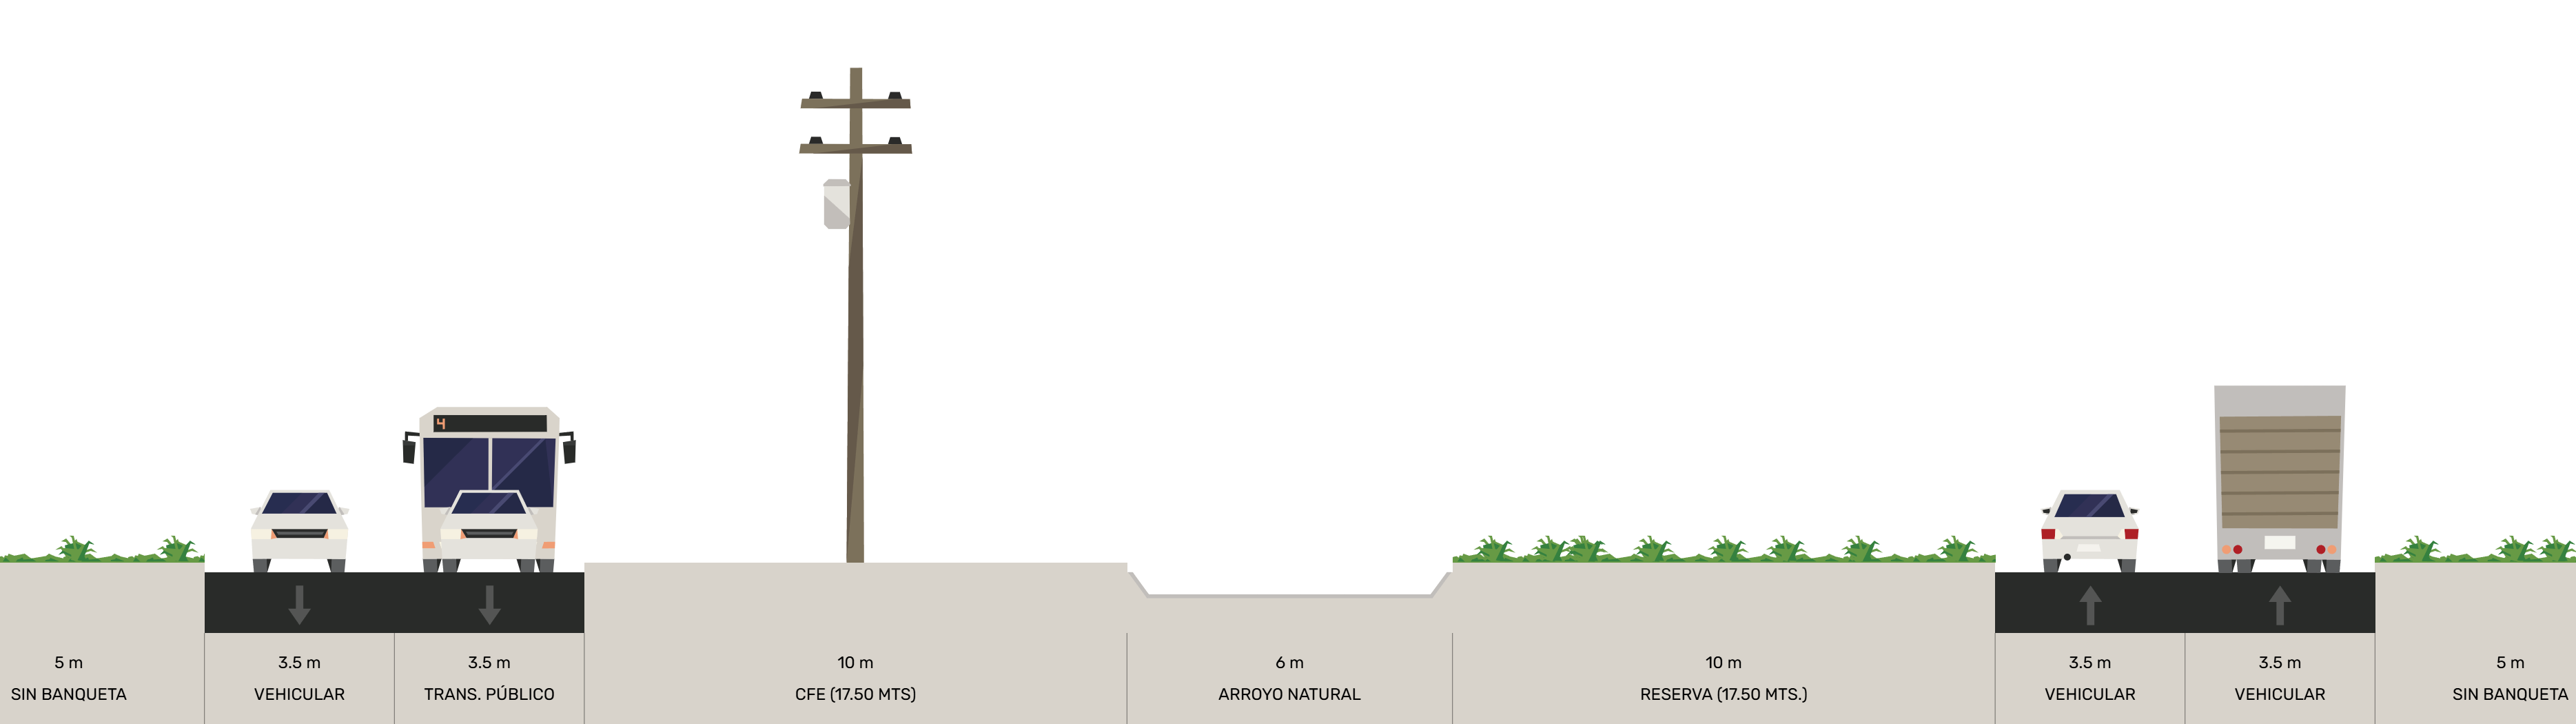 4
5 m
SIN BANQUETA
3.5 m
VEHICULAR
3.5 m
TRANS. PÚBLICO
10 m
CFE (17.50 MTS)
6 m
ARROYO NATURAL
10 m
RESERVA (17.50 MTS.)
3.5 m
VEHICULAR
3.5 m
VEHICULAR
5 m
SIN BANQUETA